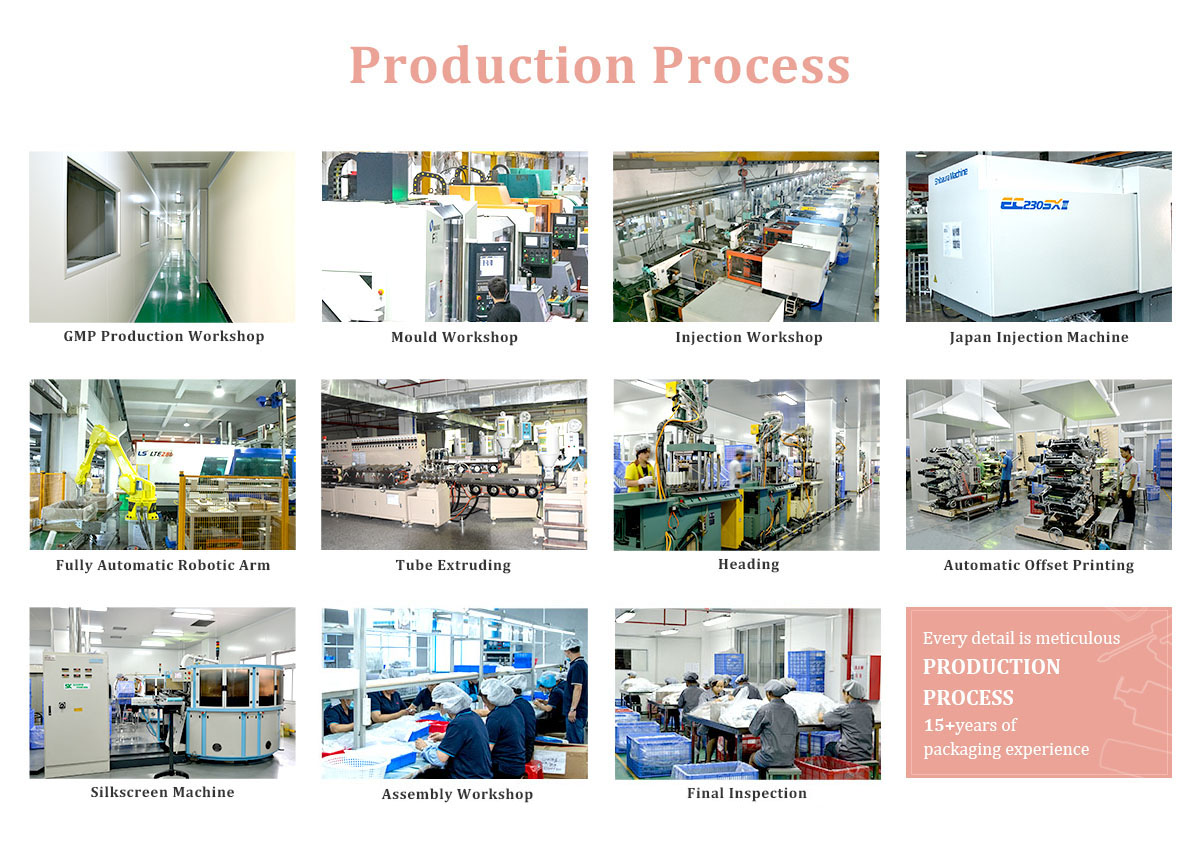 Production Process
Shibaura Machine
EC230SXIII
GMP Production Workshop
Mould Workshop
Injection Workshop
Japan Injection Machine
LS LTE280
Fully Automatic Robotic Arm
Tube Extruding
Heading
Automatic Offset Printing
SK
Silkscreen Machine
Assembly Workshop
Final Inspection
Every detail is meticulous
PRODUCTION
PROCESS
15+years of
packaging experience